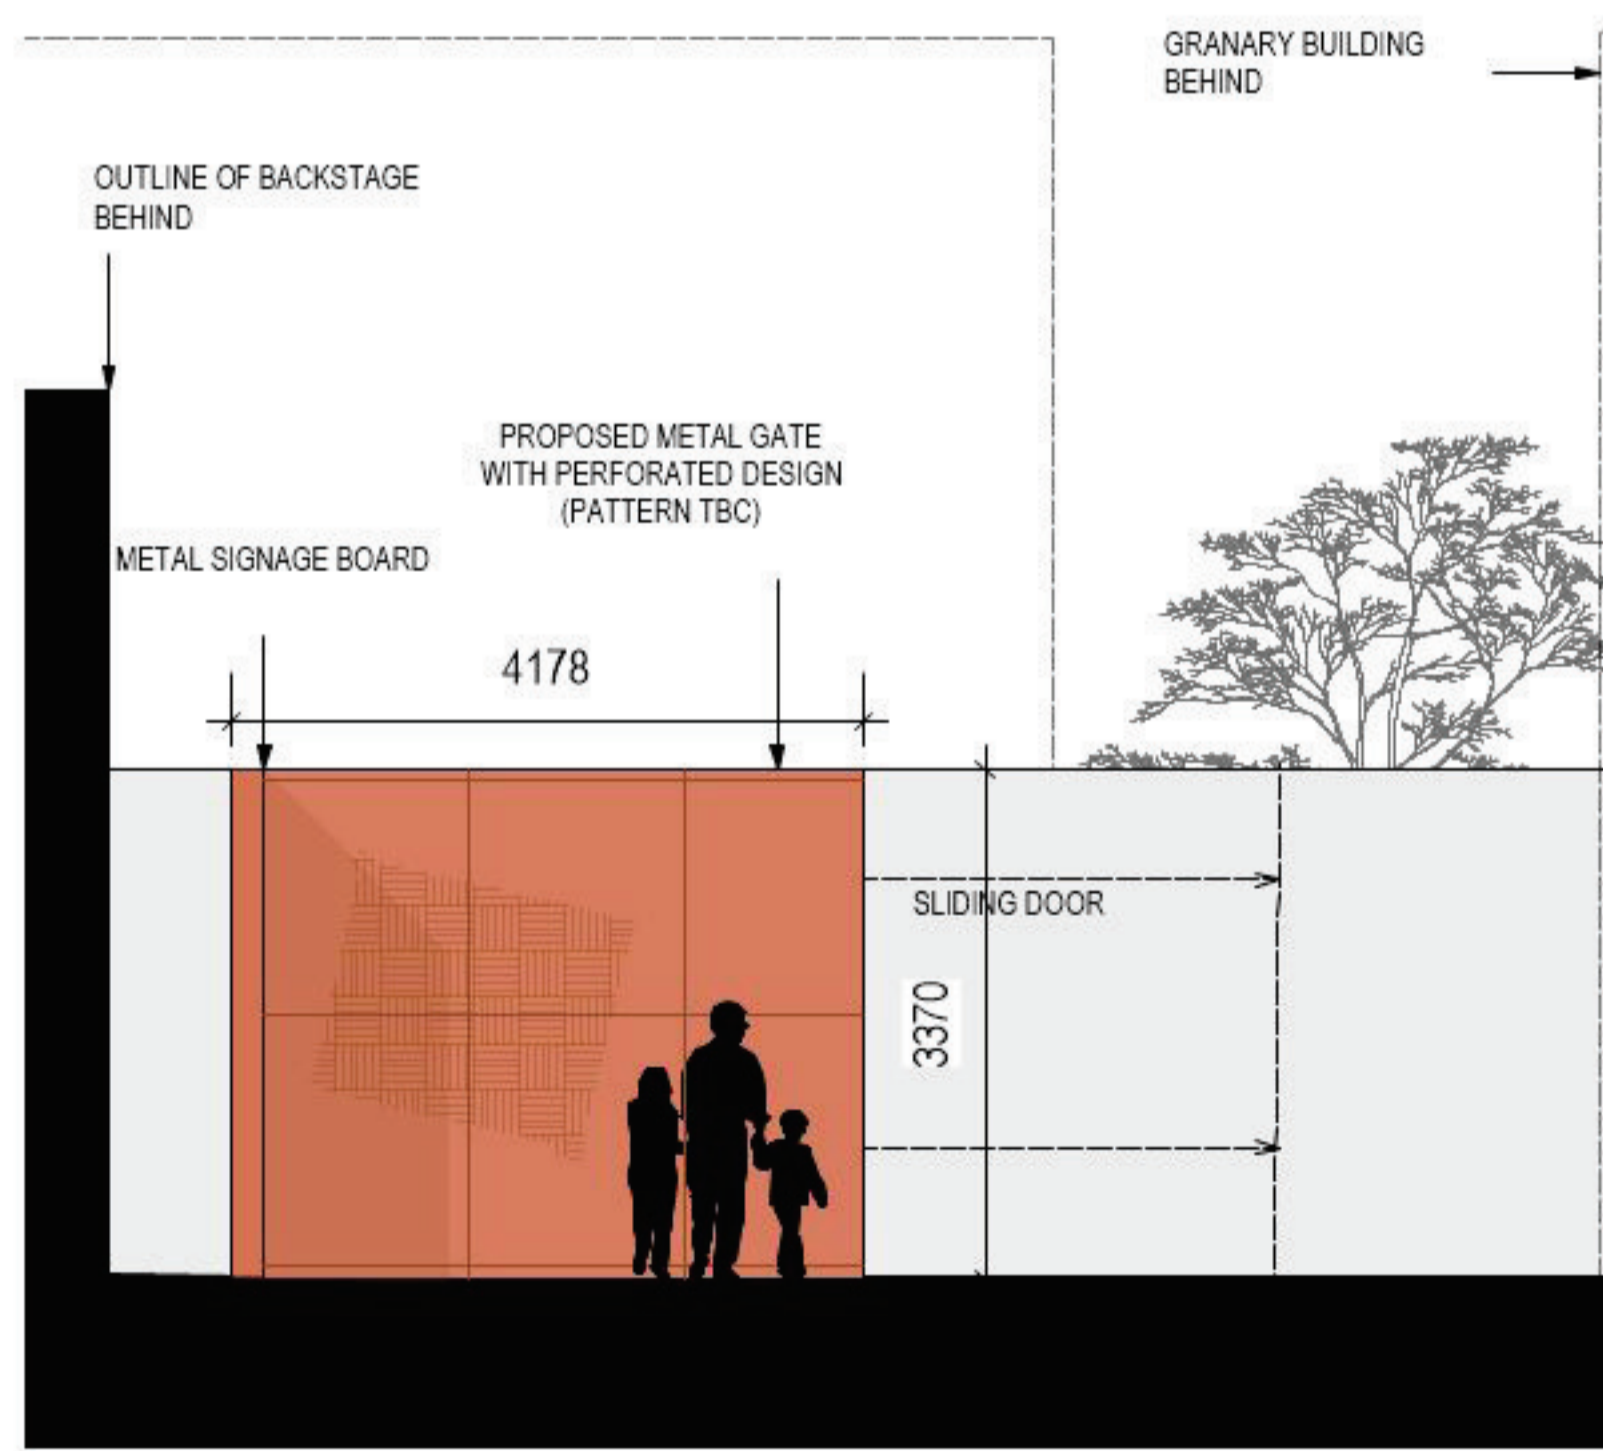 GRANARY BUILDING
BEHIND
OUTLINE OF BACKSTAGE
BEHIND
PROPOSED METAL GATE
WITH PERFORATED DESIGN
(PATTERN TBC)
METAL SIGNAGE BOARD
4178
SLIDING DOOR
3370